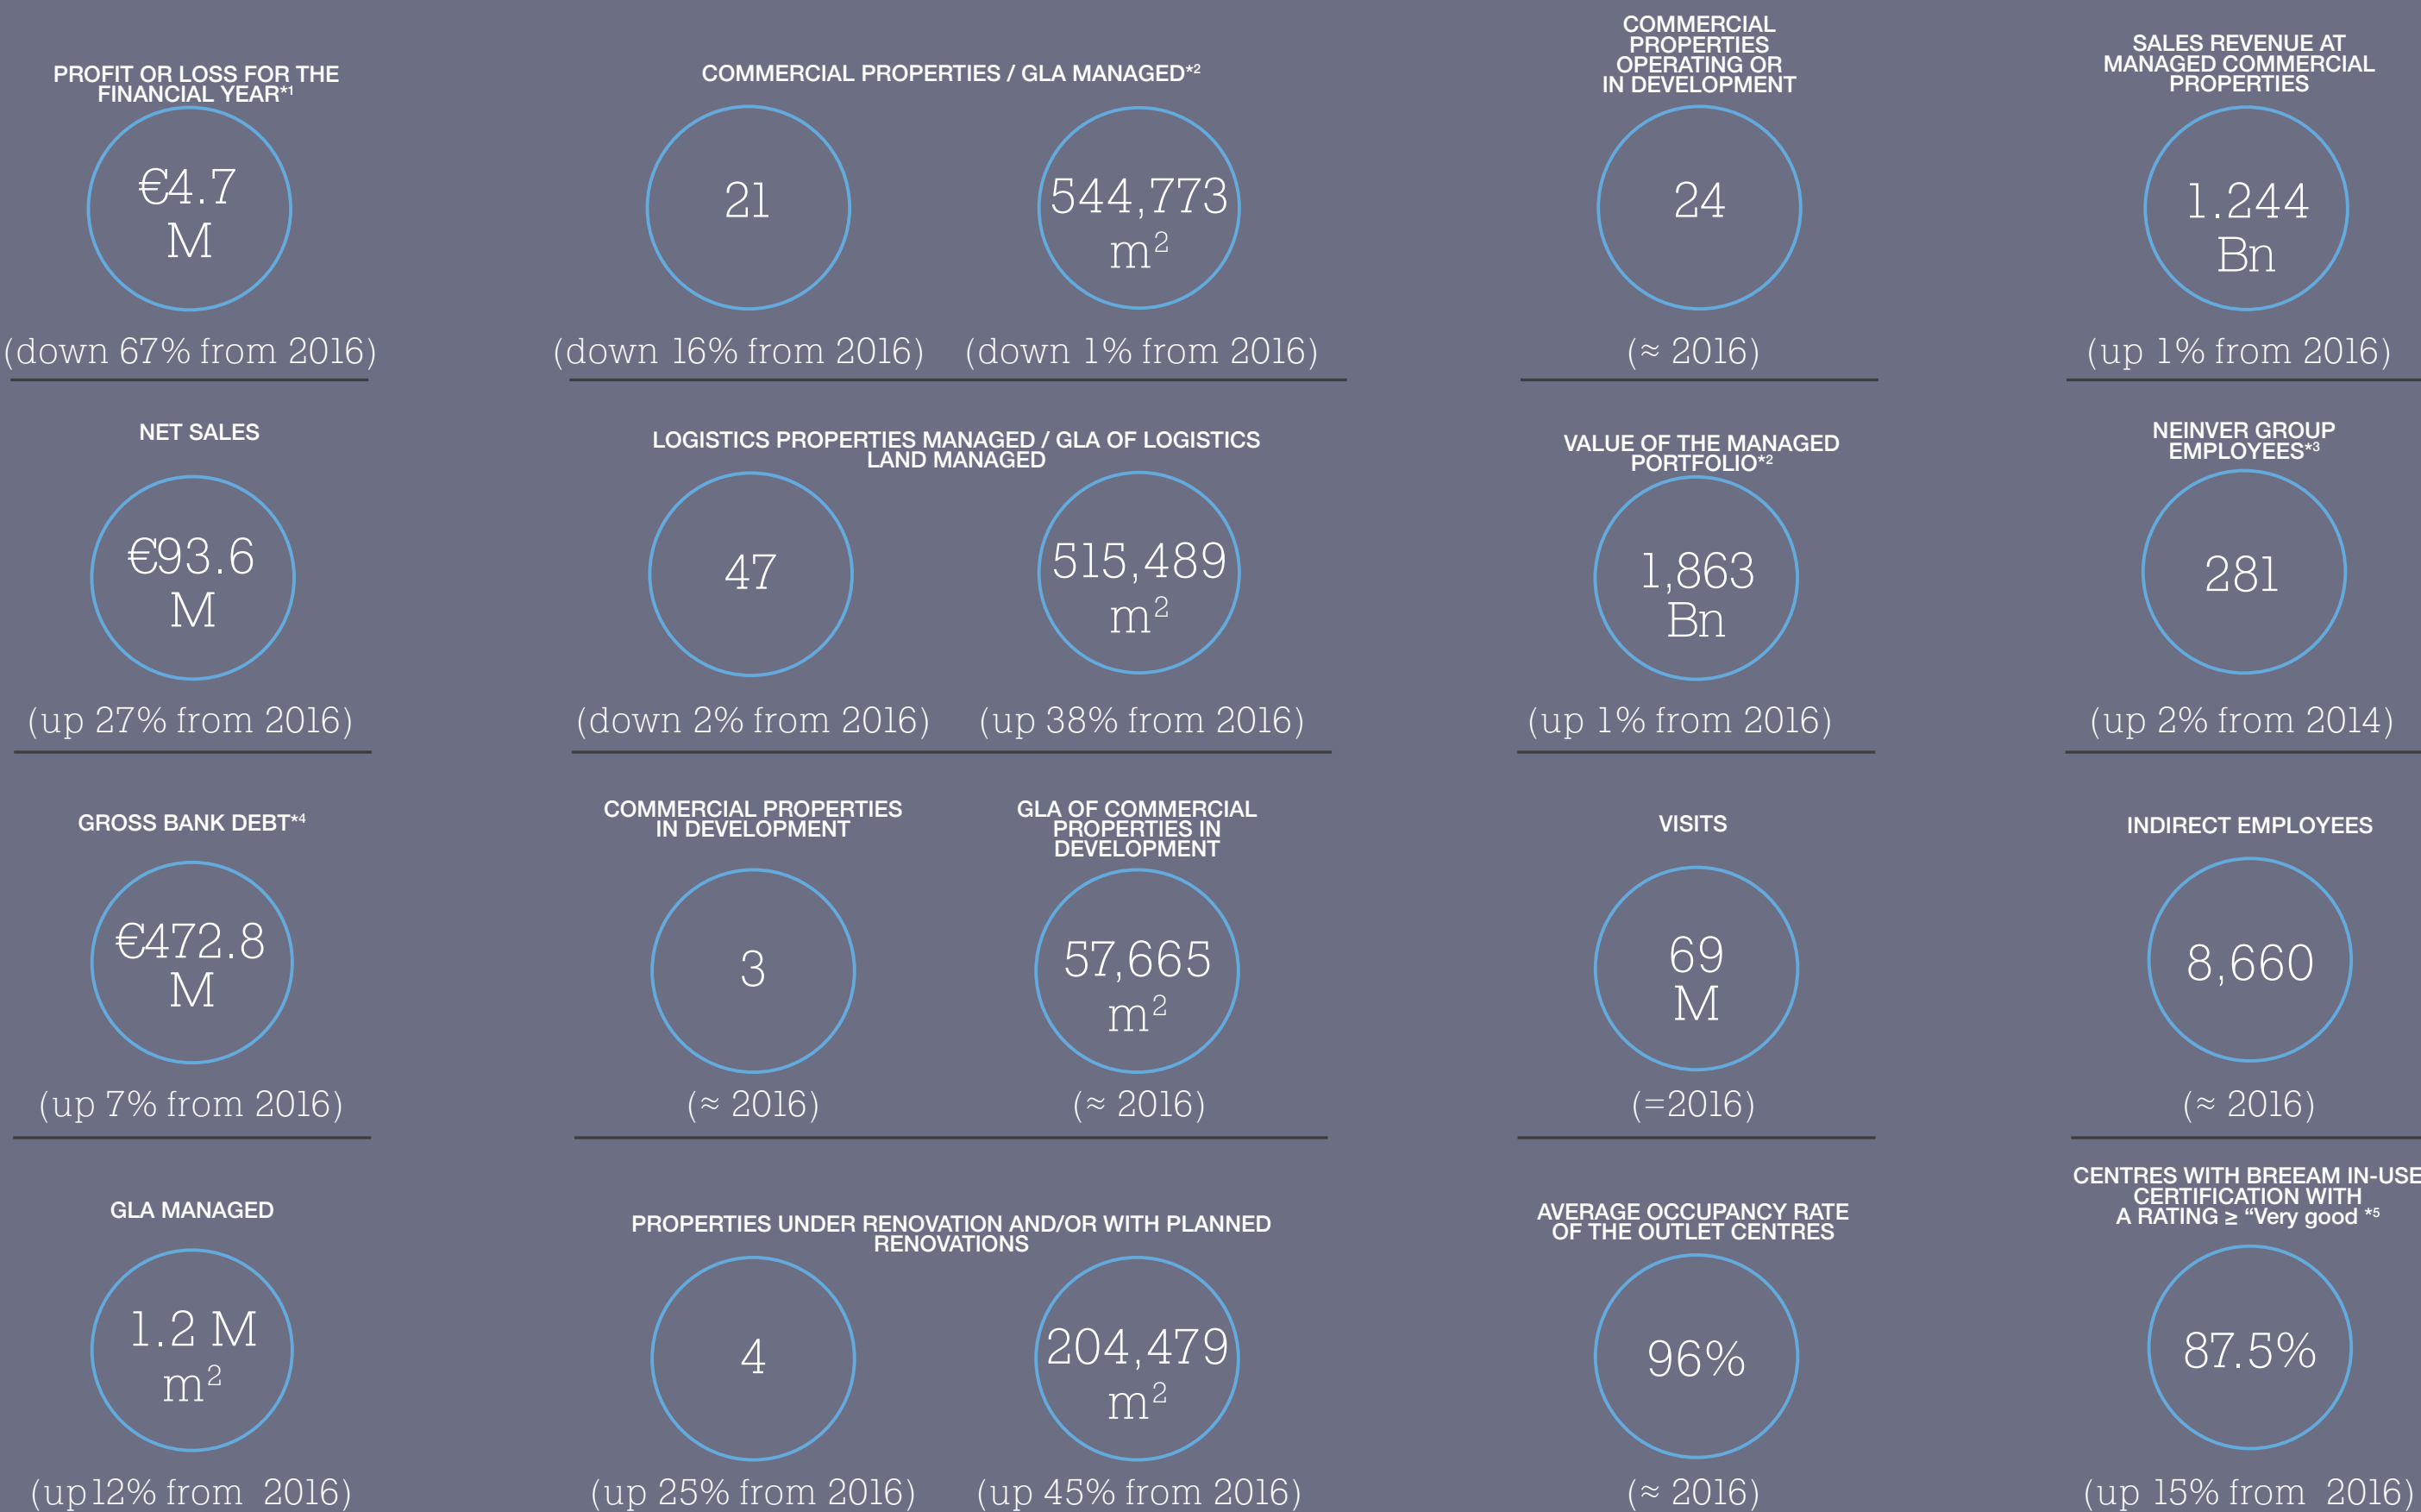 PROFIT OR LOSS FOR THE
FINANCIAL YEAR*1
€4.7
M
(down 67% from 2016)
COMMERCIAL PROPERTIES / GLA MANAGED*2
21
(down 16% from 2016)
544,773
m2
(down 1% from 2016)
COMMERCIAL
PROPERTIES
OPERATING OR
IN DEVELOPMENT
24
(≈ 2016)
SALES REVENUE AT
MANAGED COMMERCIAL
PROPERTIES
1.244
Bn
(up 1% from 2016)
NET SALES
€93.6
M
(up 27% from 2016)
LOGISTICS PROPERTIES MANAGED / GLA OF LOGISTICS
LAND MANAGED
47
(down 2% from 2016)
515,489
m2
(up 38% from 2016)
VALUE OF THE MANAGED
PORTFOLIO*2
1,863
Bn
(up 1% from 2016)
NEINVER GROUP
EMPLOYEES*3
281
(up 2% from 2014)
GROSS BANK DEBT*4
€472.8
M
(up 7% from 2016)
COMMERCIAL PROPERTIES
IN DEVELOPMENT
3
(≈ 2016)
GLA OF COMMERCIAL
PROPERTIES IN
DEVELOPMENT
57,665
m2
(≈ 2016)
VISITS
69
M
(=2016)
INDIRECT EMPLOYEES
8,660
(≈ 2016)
GLA MANAGED
1.2 M
m2
(up12% from 2016)
PROPERTIES UNDER RENOVATION AND/OR WITH PLANNED
RENOVATIONS
4
(up 25% from 2016)
204,479
m2
(up 45% from 2016)
AVERAGE OCCUPANCY RATE
OF THE OUTLET CENTRES
96%
(≈ 2016)
CENTRES WITH BREEAM IN-USE
CERTIFICATION WITH
A RATING ≥ “Very good *5
87.5%
(up 15% from 2016)